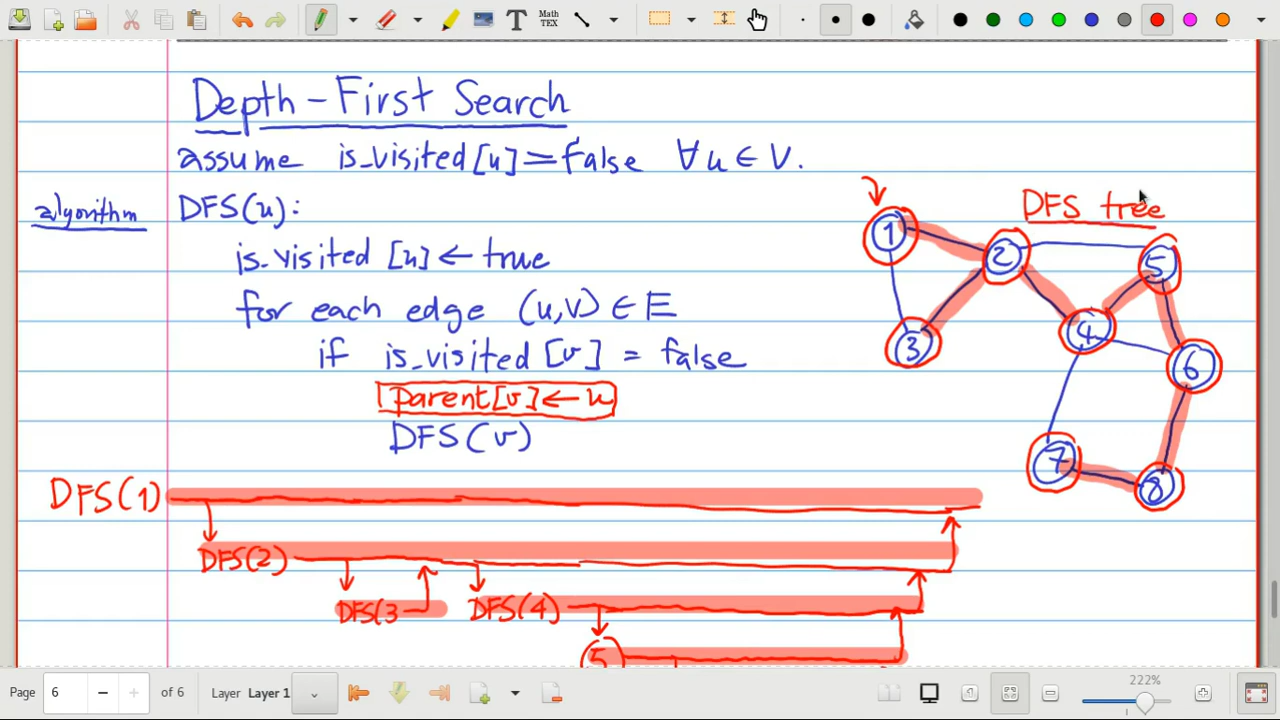 Math
TEX
Depth-First Search
assume is_visited[u]=false ∀u∈V.
algorithm
DFS(u):
is_visited [u]←true
for each edge (u,v)∈E
if is_visited[v] = false
parent[v]←u
DFS(v)
DFS tree
1
2
5
3
4
6
7
8
DFS(1)
DFS(2)
DFS(3
DFS(4)
5
Page 6 of 6 Layer Layer 1
222%